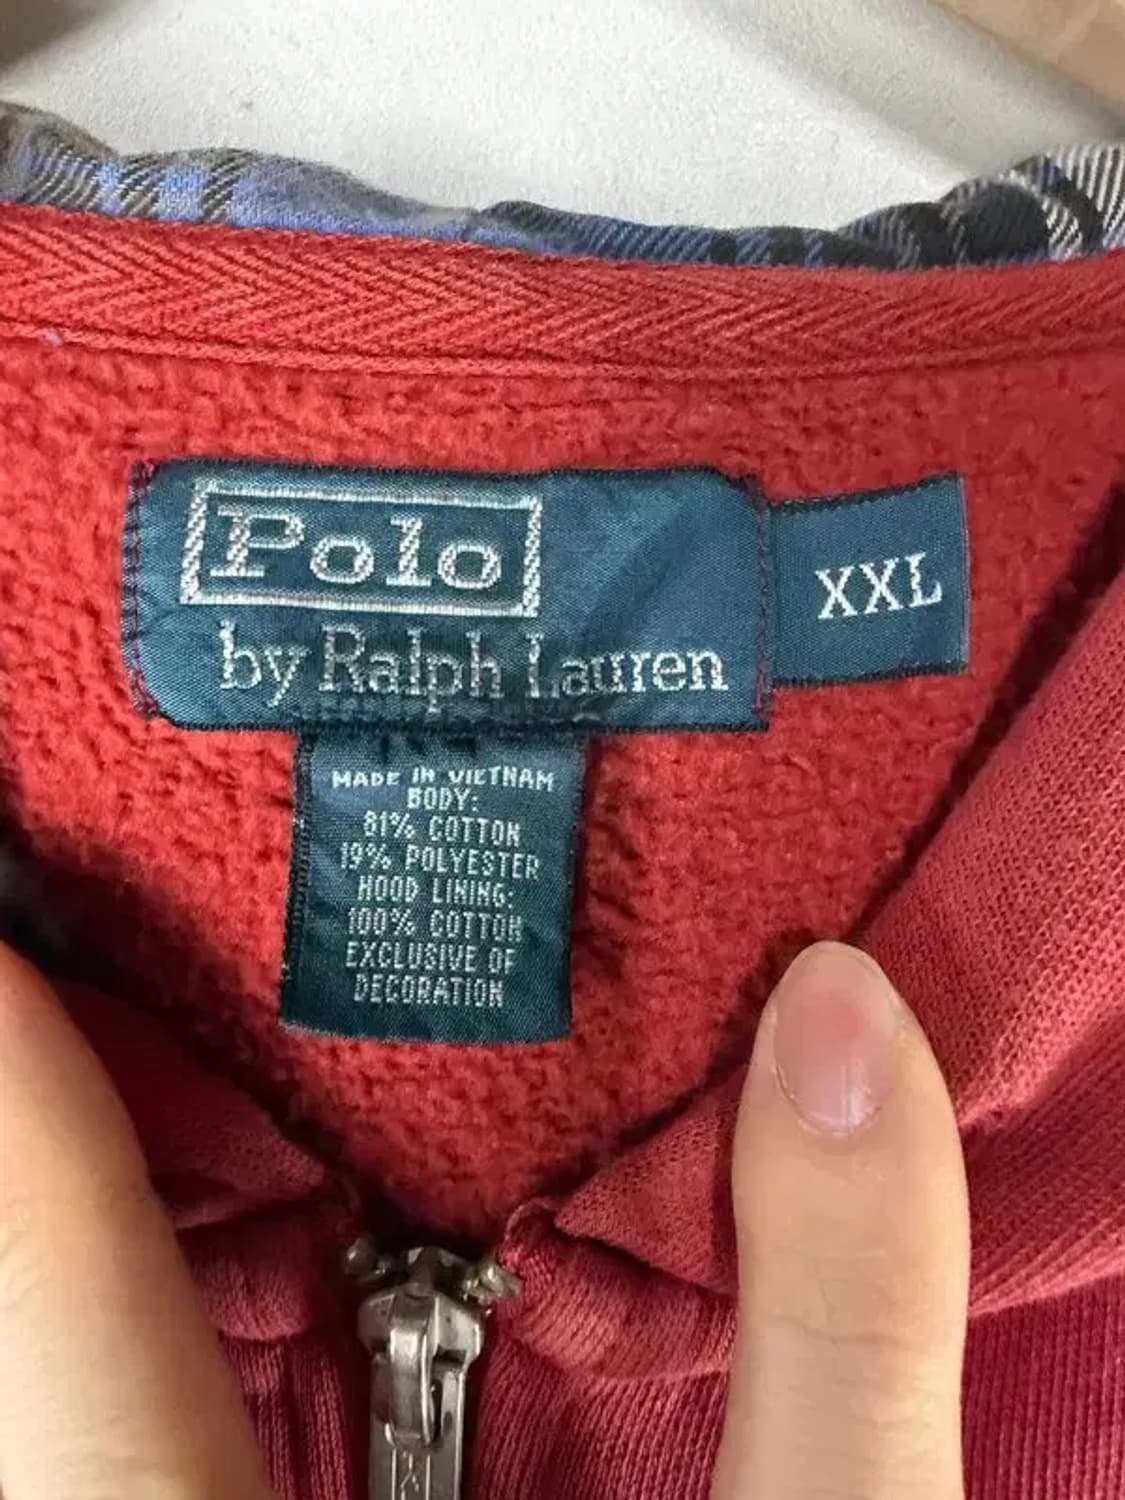 Polo
by Ralph Lauren
XXL
MADE IN VIETNAM
BODY:
81% COTTON
19% POLYESTER
HOOD LINING:
100% COTTON
EXCLUSIVE OF
DECORATION